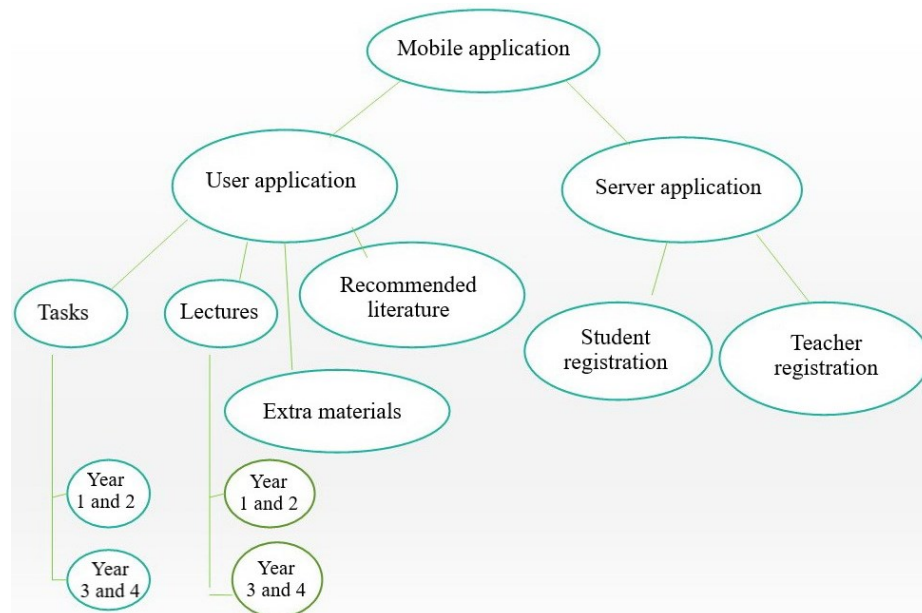 Mobile application
User application
Server application
Tasks
Lectures
Recommended
literature
Student
registration
Teacher
registration
Extra materials
Year
1 and 2
Year
1 and 2
Year
3 and 4
Year
3 and 4